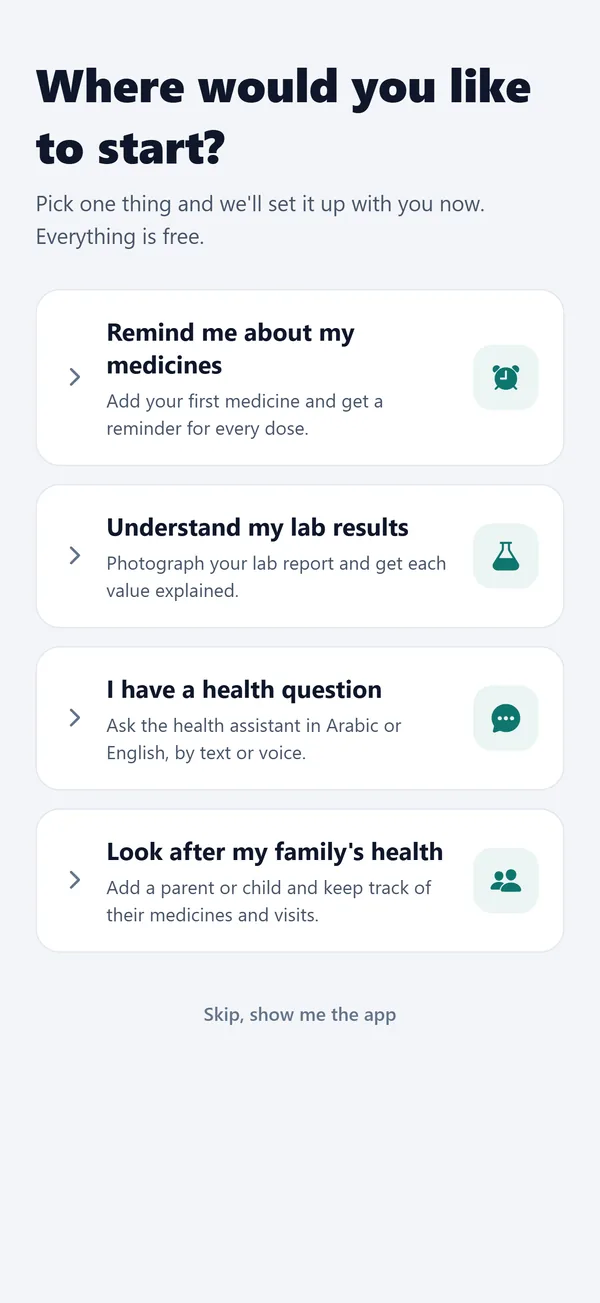 Where would you like
to start?
Pick one thing and we'll set it up with you now.
Everything is free.
Remind me about my
medicines
Add your first medicine and get a
reminder for every dose.
Understand my lab results
Photograph your lab report and get each
value explained.
I have a health question
Ask the health assistant in Arabic or
English, by text or voice.
Look after my family's health
Add a parent or child and keep track of
their medicines and visits.
Skip, show me the app